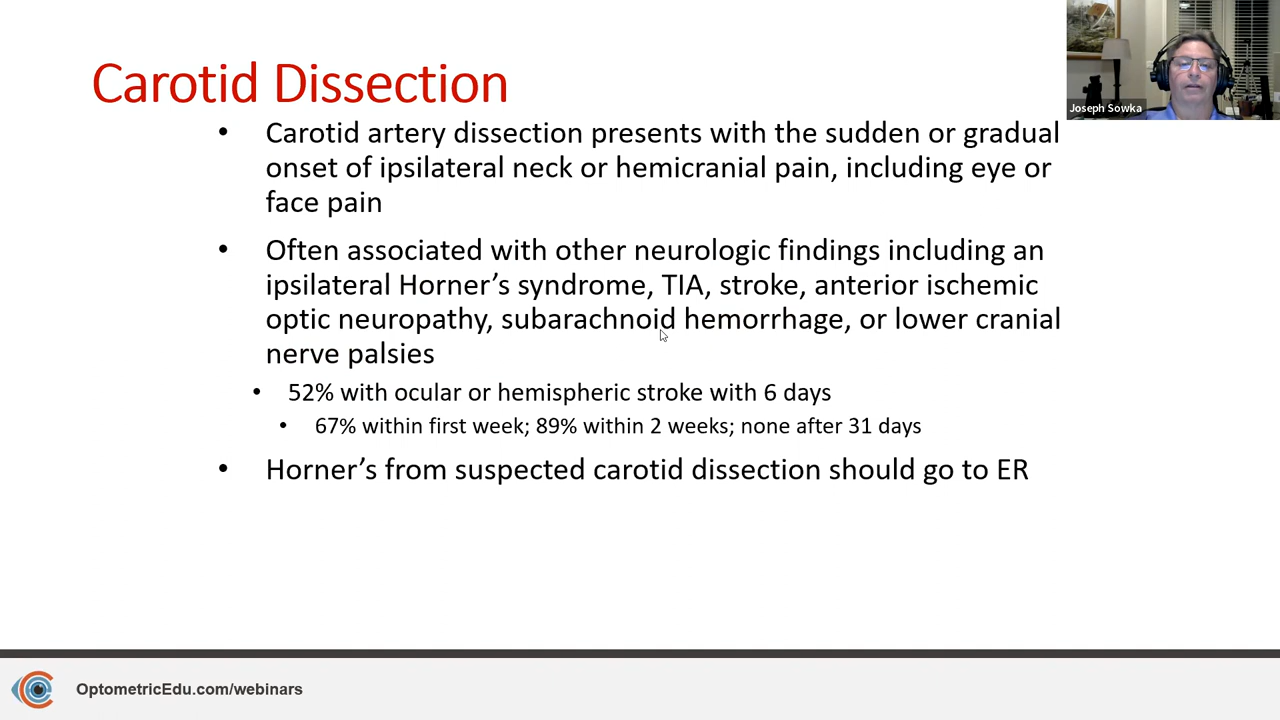 Carotid Dissection
Joseph Sowka
• Carotid artery dissection presents with the sudden or gradual
onset of ipsilateral neck or hemicranial pain, including eye or
face pain
• Often associated with other neurologic findings including an
ipsilateral Horner’s syndrome, TIA, stroke, anterior ischemic
optic neuropathy, subarachnoid hemorrhage, or lower cranial
nerve palsies
• 52% with ocular or hemispheric stroke with 6 days
• 67% within first week; 89% within 2 weeks; none after 31 days
• Horner’s from suspected carotid dissection should go to ER
OptometricEdu.com/webinars